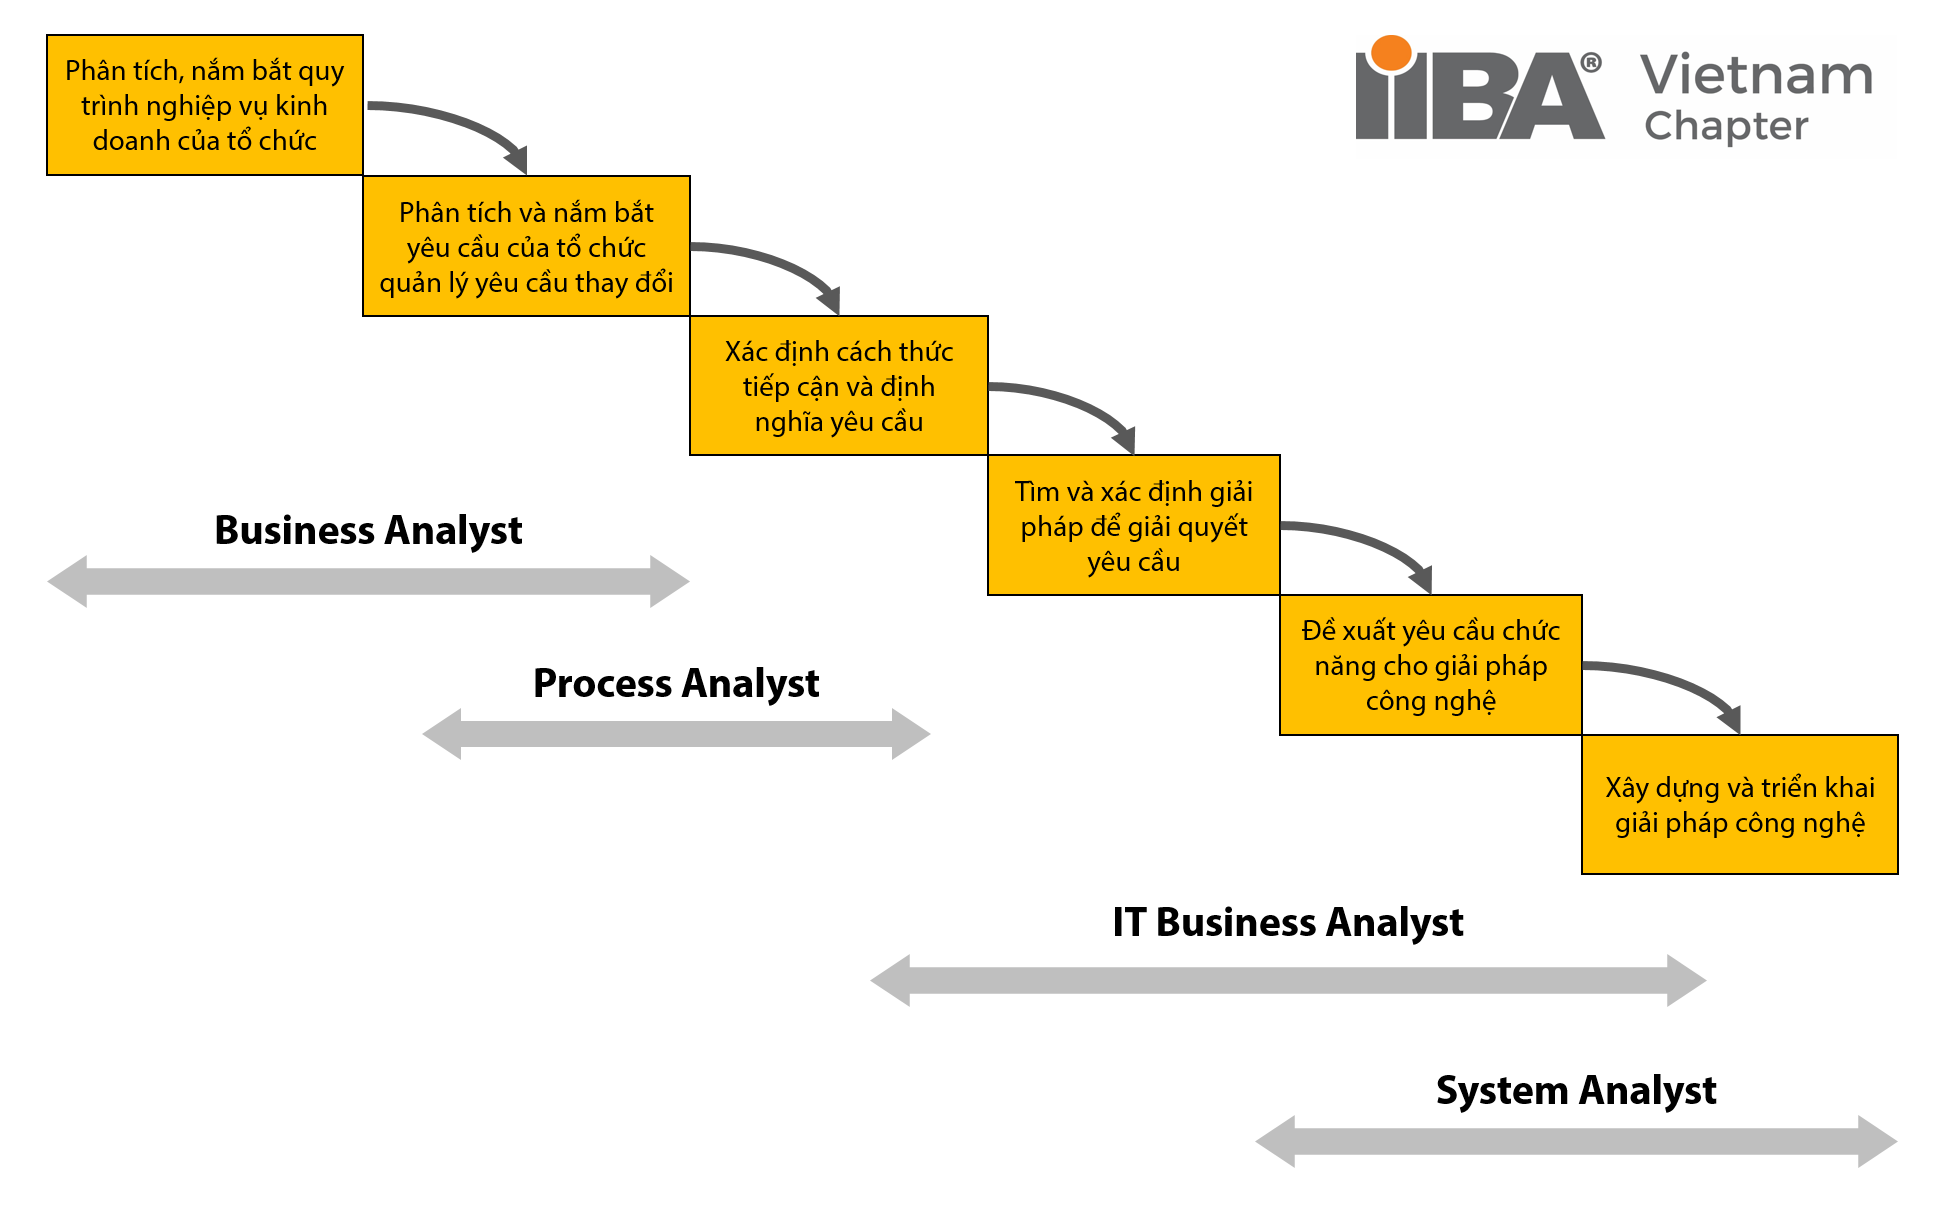 Phân tích, nắm bắt quy
trình nghiệp vụ kinh
doanh của tổ chức
iiBA®
Vietnam
Chapter
Phân tích và nắm bắt
yêu cầu của tổ chức
quản lý yêu cầu thay đổi
Xác định cách thức
tiếp cận và định
nghĩa yêu cầu
Tìm và xác định giải
pháp để giải quyết
yêu cầu
Đề xuất yêu cầu chức
năng cho giải pháp
công nghệ
Xây dựng và triển khai
giải pháp công nghệ
Business Analyst
Process Analyst
IT Business Analyst
System Analyst